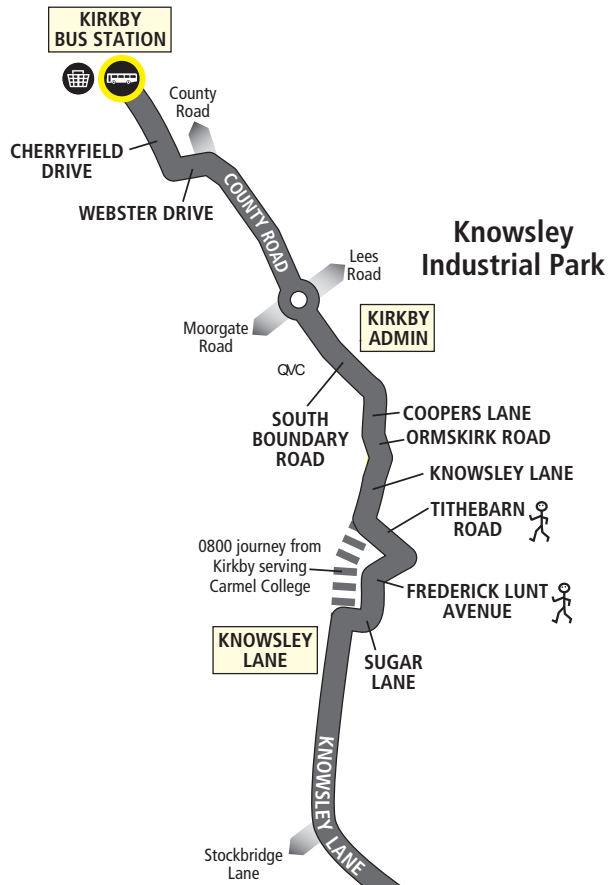 KIRKBY
BUS STATION
County
Road
CHERRYFIELD
DRIVE
WEBSTER DRIVE
COUNTY ROAD
Knowsley
Industrial Park
Lees
Road
Moorgate
Road
KIRKBY
ADMIN
QVC
SOUTH
BOUNDARY
ROAD
COOPERS LANE
ORMSKIRK ROAD
KNOWSLEY LANE
TITHEBARN
ROAD
0800 journey from
Kirkby serving
Carmel College
FREDERICK LUNT
AVENUE
KNOWSLEY
LANE
SUGAR
LANE
KNOWSLEY LANE
Stockbridge
Lane